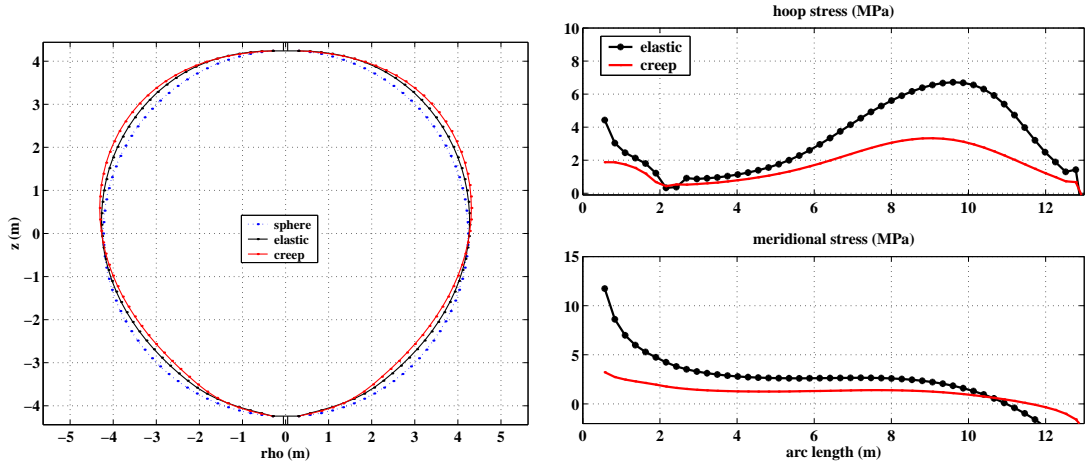 4
3
2
1
0
−1
−2
−3
−4
z (m)
sphere
elastic
creep
−5 −4 −3 −2 −1 0 1 2 3 4 5
rho (m)
hoop stress (MPa)
10
8
6
4
2
0
elastic
creep
0 2 4 6 8 10 12
meridional stress (MPa)
15
10
5
0
0 2 4 6 8 10 12
arc length (m)